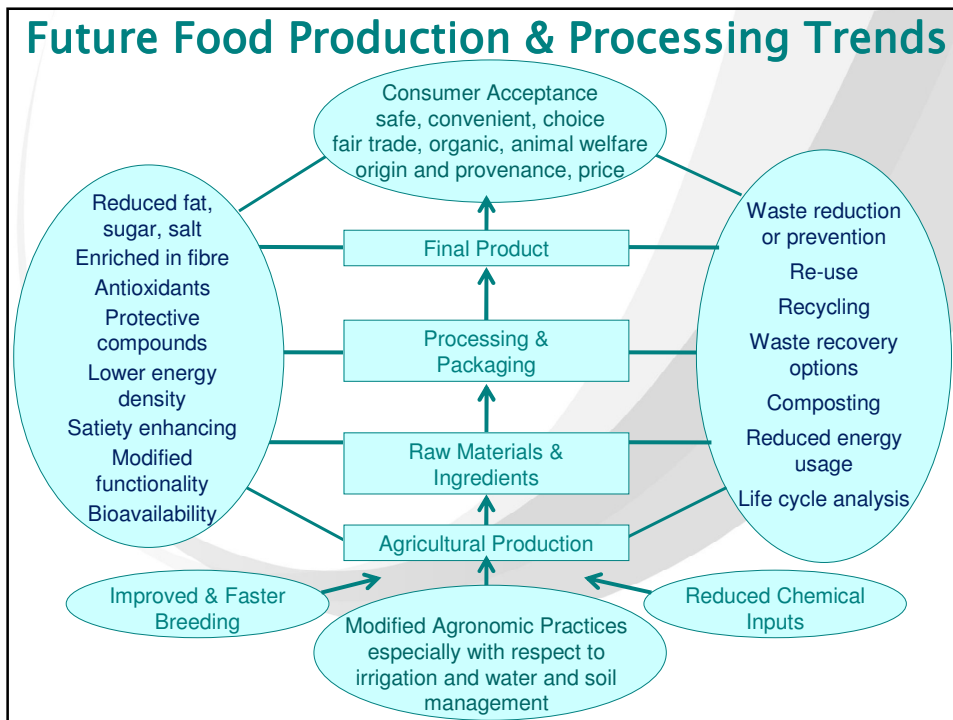 Future Food Production & Processing Trends
Consumer Acceptance
safe, convenient, choice
fair trade, organic, animal welfare
origin and provenance, price
Reduced fat,
sugar, salt
Enriched in fibre
Antioxidants
Protective
compounds
Lower energy
density
Satiety enhancing
Modified
functionality
Bioavailability
Final Product
Processing &
Packaging
Raw Materials &
Ingredients
Agricultural Production
Waste reduction
or prevention
Re-use
Recycling
Waste recovery
options
Composting
Reduced energy
usage
Life cycle analysis
Improved & Faster
Breeding
Modified Agronomic Practices
especially with respect to
irrigation and water and soil
management
Reduced Chemical
Inputs